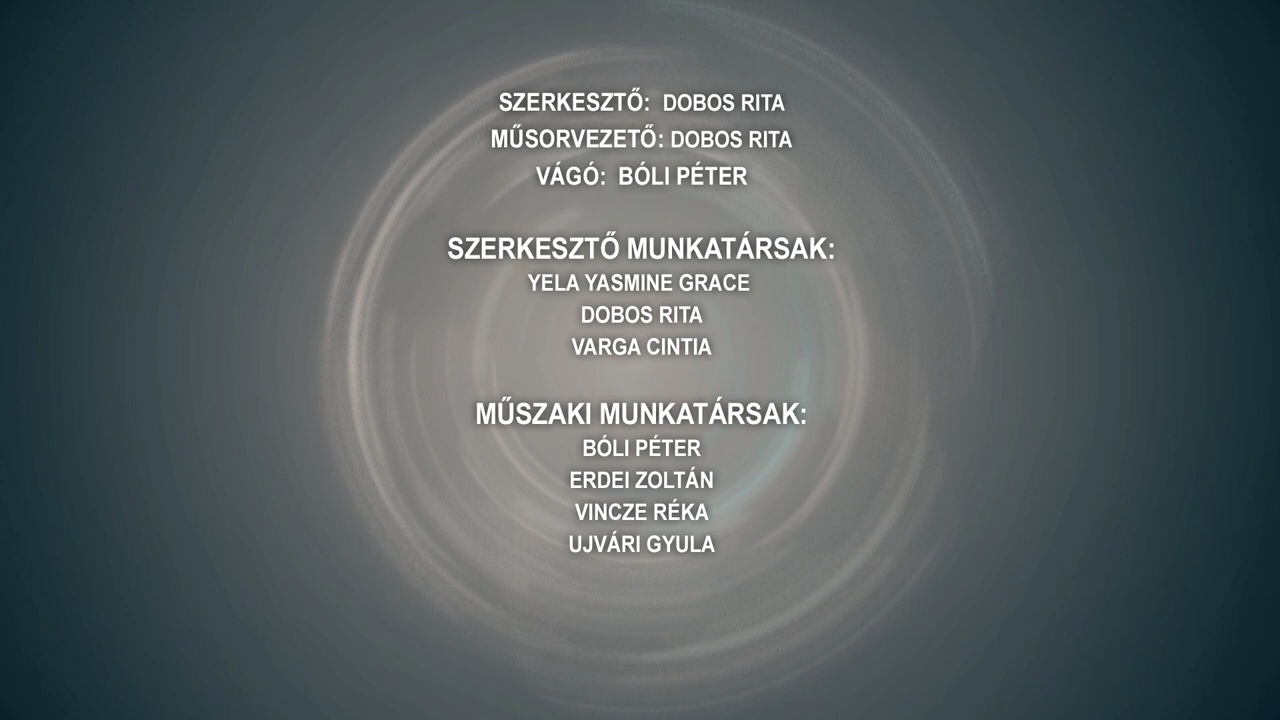 SZERKESZTŐ: DOBOS RITA
MŰSORVEZETŐ: DOBOS RITA
VÁGÓ: BÓLI PÉTER
SZERKESZTŐ MUNKATÁRSAK:
YELA YASMINE GRACE
DOBOS RITA
VARGA CINTIA
MŰSZAKI MUNKATÁRSAK:
BÓLI PÉTER
ERDEI ZOLTÁN
VINCZE RÉKA
UJVÁRI GYULA